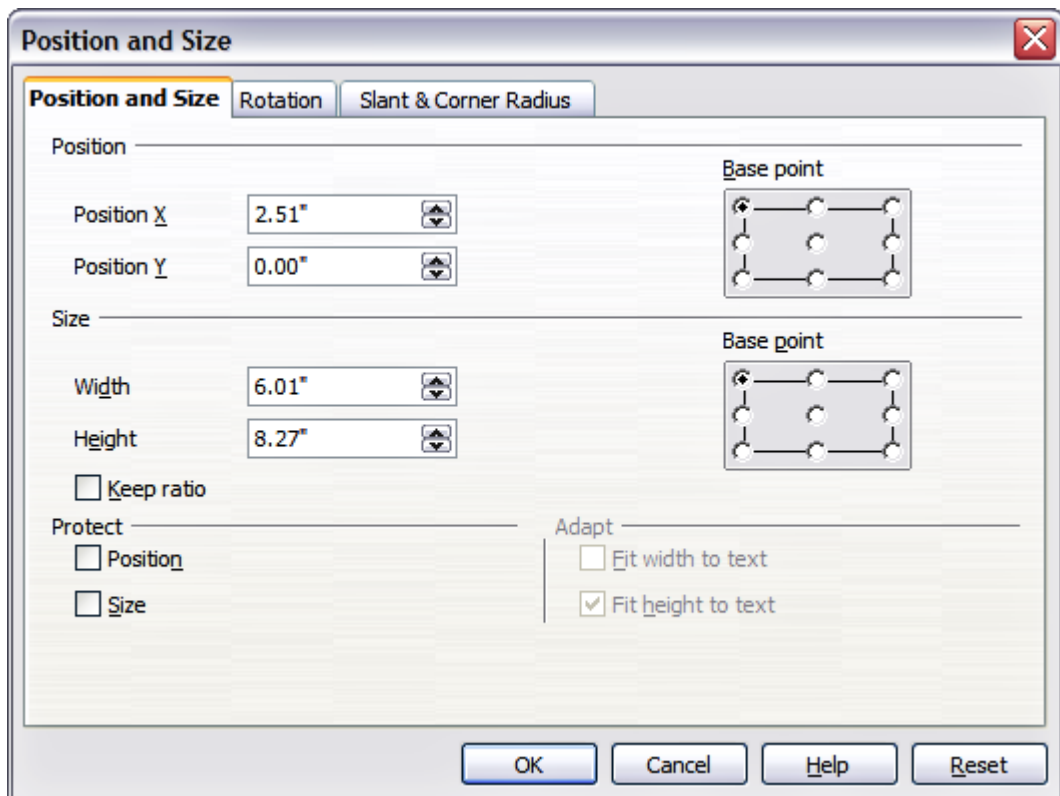 Position and Size
Position and Size
Rotation
Slant & Corner Radius
Position
Base point
Position X
2.51"
Position Y
0.00"
Size
Base point
Width
6.01"
Height
8.27"
Keep ratio
Protect
Adapt
Position
Fit width to text
Size
Fit height to text
OK
Cancel
Help
Reset